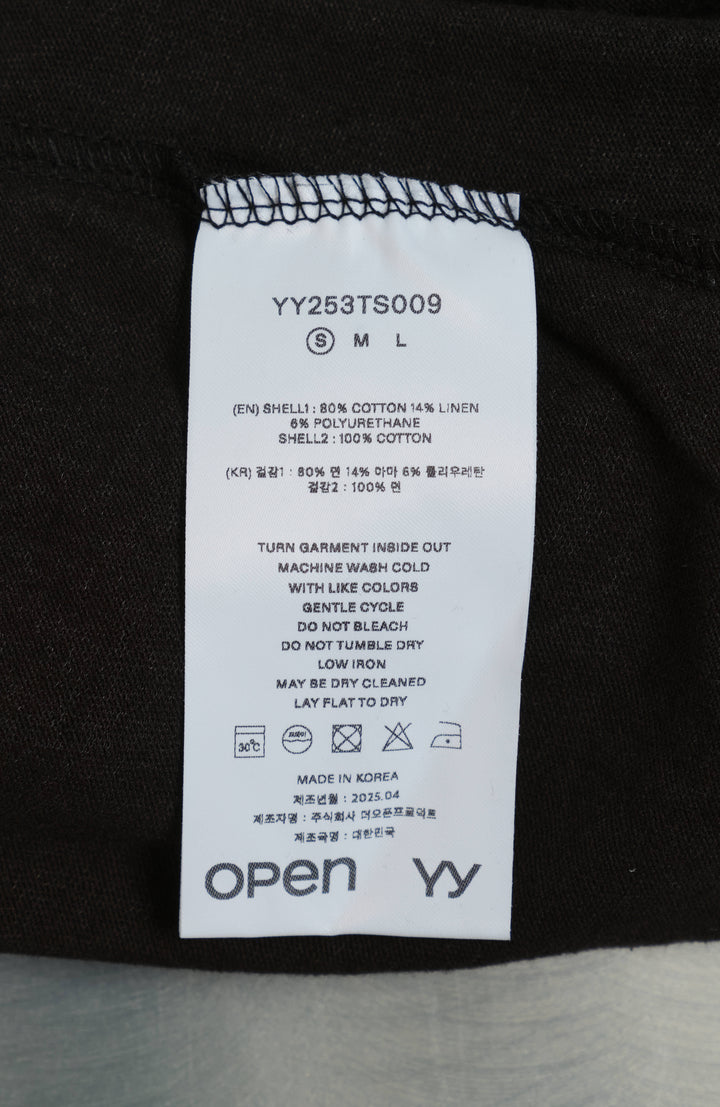 YY253TS009
S M L
(EN) SHELL1 : 80% COTTON 14% LINEN
6% POLYURETHANE
SHELL2 : 100% COTTON
(KR) 겉감1 : 80% 면 14% 아마 6% 폴리우레탄
겉감2 : 100% 면
TURN GARMENT INSIDE OUT
MACHINE WASH COLD
WITH LIKE COLORS
GENTLE CYCLE
DO NOT BLEACH
DO NOT TUMBLE DRY
LOW IRON
MAY BE DRY CLEANED
LAY FLAT TO DRY
30°C
MADE IN KOREA
제조년월 : 2025.04
제조자명 : 주식회사 더오픈프로덕트
제조국명 : 대한민국
OPEN YY